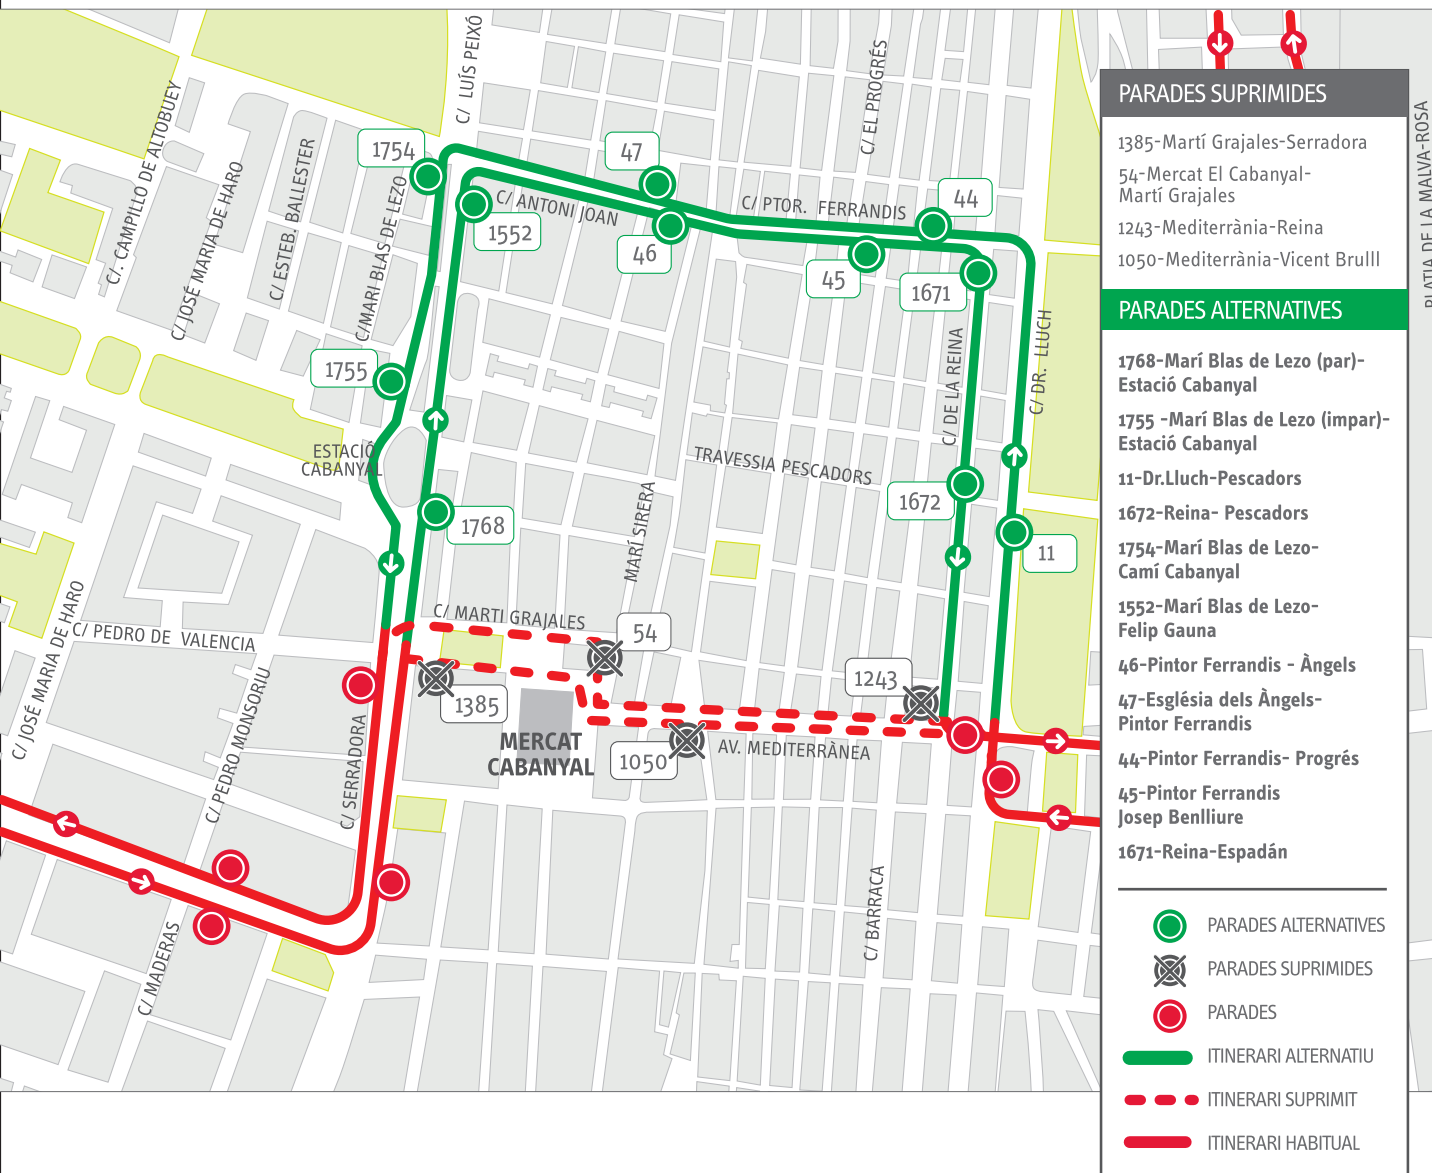 C/ LUÍS PEIXÓ
C/ EL PROGRÉS
C/. CAMPILLO DE ALTOBUEY
C/ JOSÉ MARIA DE HARO
C/ ESTEB. BALLESTER
C/MARI BLAS DE LEZO
1754
47
44
C/ ANTONI JOAN
C/ PTOR. FERRANDIS
1552
46
45
1671
C/ DE LA REINA
C/ DR. LLUCH
1755
ESTACIÓ
CABANYAL
TRAVESSIA PESCADORS
1672
1768
MARÍ SIRERA
11
C/ MARTI GRAJALES
54
C/ PEDRO DE VALENCIA
C/ JOSÉ MARIA DE HARO
C/ PEDRO MONSORIU
C/ SERRADORA
1243
1385
MERCAT
CABANYAL
1050
AV. MEDITERRÀNEA
C/ BARRACA
C/ MADERAS
PLATJA DE LA MALVA-ROSA
PARADES SUPRIMIDES
1385-Martí Grajales-Serradora
54-Mercat El Cabanyal-
Martí Grajales
1243-Mediterrània-Reina
1050-Mediterrània-Vicent Brulll
PARADES ALTERNATIVES
1768-Marí Blas de Lezo (par)-
Estació Cabanyal
1755 -Marí Blas de Lezo (impar)-
Estació Cabanyal
11-Dr.Lluch-Pescadors
1672-Reina- Pescadors
1754-Marí Blas de Lezo-
Camí Cabanyal
1552-Marí Blas de Lezo-
Felip Gauna
46-Pintor Ferrandis - Àngels
47-Església dels Àngels-
Pintor Ferrandis
44-Pintor Ferrandis- Progrés
45-Pintor Ferrandis
Josep Benlliure
1671-Reina-Espadán
PARADES ALTERNATIVES
PARADES SUPRIMIDES
PARADES
ITINERARI ALTERNATIU
ITINERARI SUPRIMIT
ITINERARI HABITUAL